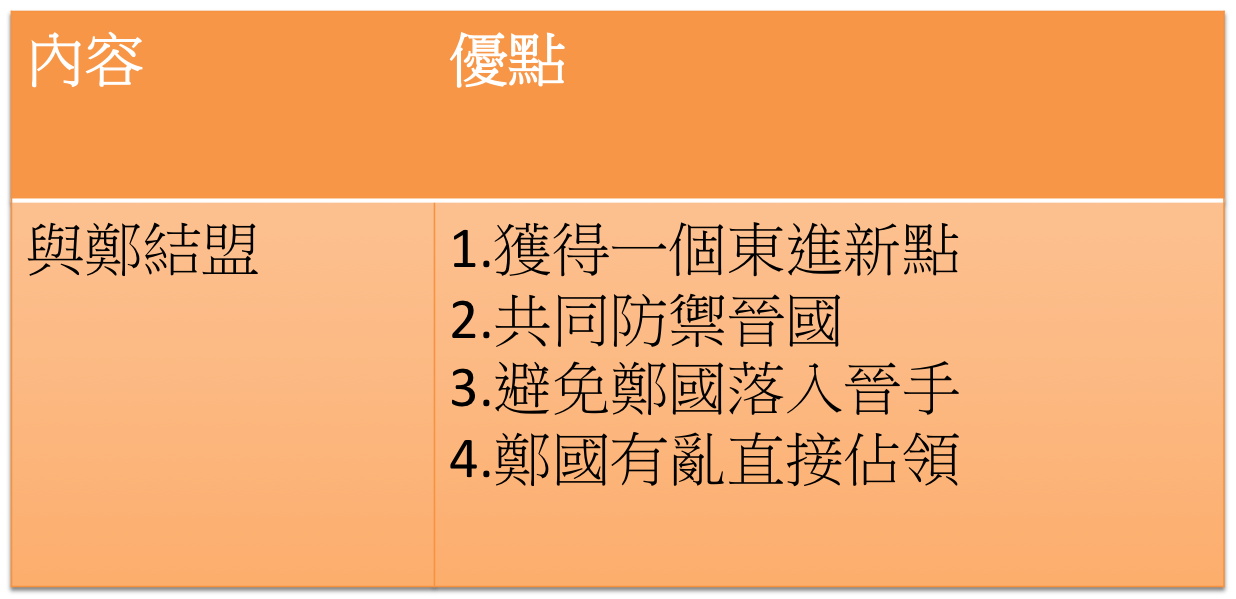 內容
優點
與鄭結盟
1.獲得一個東進新點
2.共同防禦晉國
3.避免鄭國落入晉手
4.鄭國有亂直接佔領